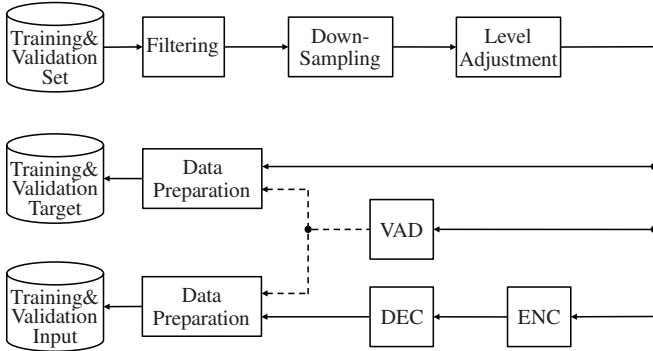 Training&
Validation
Set
Filtering
Down-
Sampling
Level
Adjustment
Training&
Validation
Target
Data
Preparation
VAD
Training&
Validation
Input
Data
Preparation
DEC
ENC